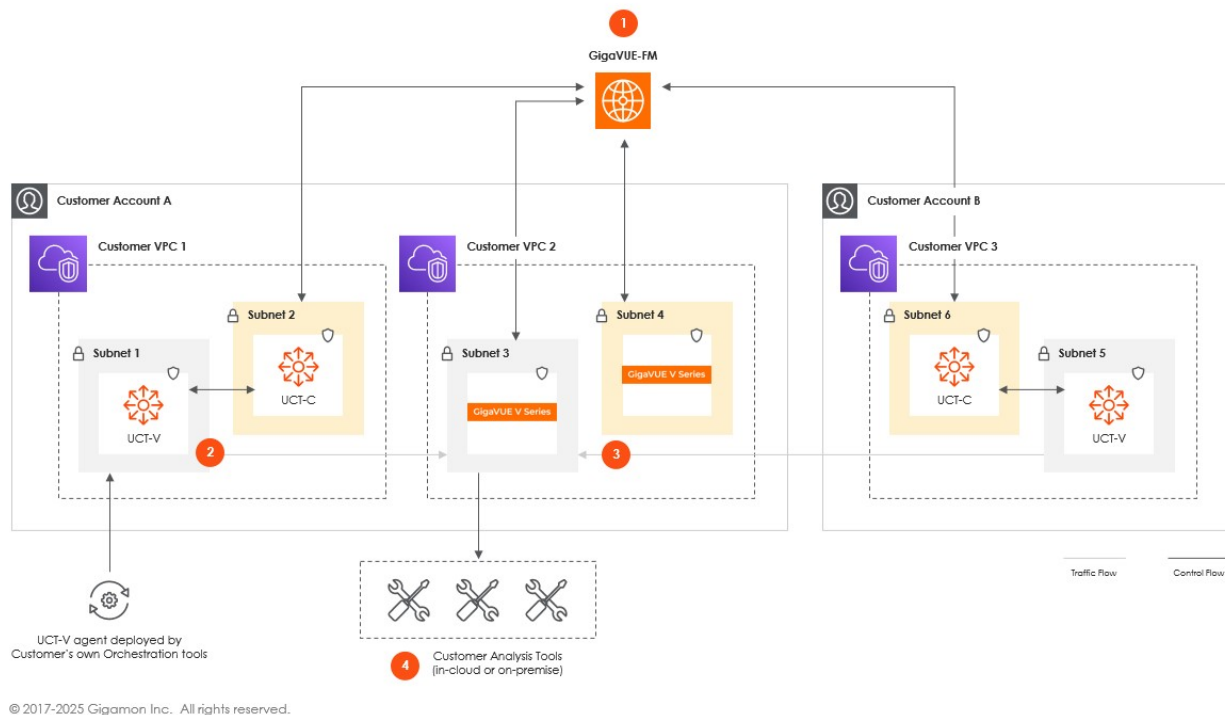 1
GigaVUE-FM
Customer Account A
Customer Account B
Customer VPC 1
Customer VPC 2
Customer VPC 3
Subnet 2
Subnet 4
Subnet 6
Subnet 1
Subnet 3
Subnet 5
GigaVUE V Series
UCT-C
UCT-C
GigaVUE V Series
UCT-V
UCT-V
2
3
Traffic Flow
Control Flow
UCT-V agent deployed by
Customer's own Orchestration tools
4
Customer Analysis Tools
(in-cloud or on-premise)
© 2017-2025 Gigamon Inc. All rights reserved.